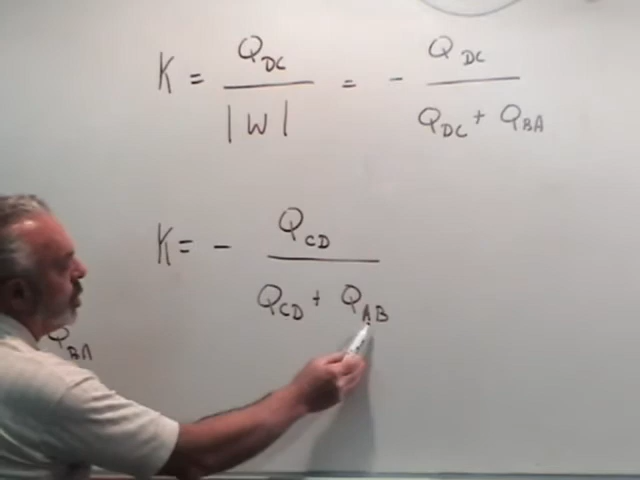 K = Q_DC / |W| = - Q_DC / Q_DC + Q_BA
K = - Q_CD / Q_CD + Q_AB
Q_BA